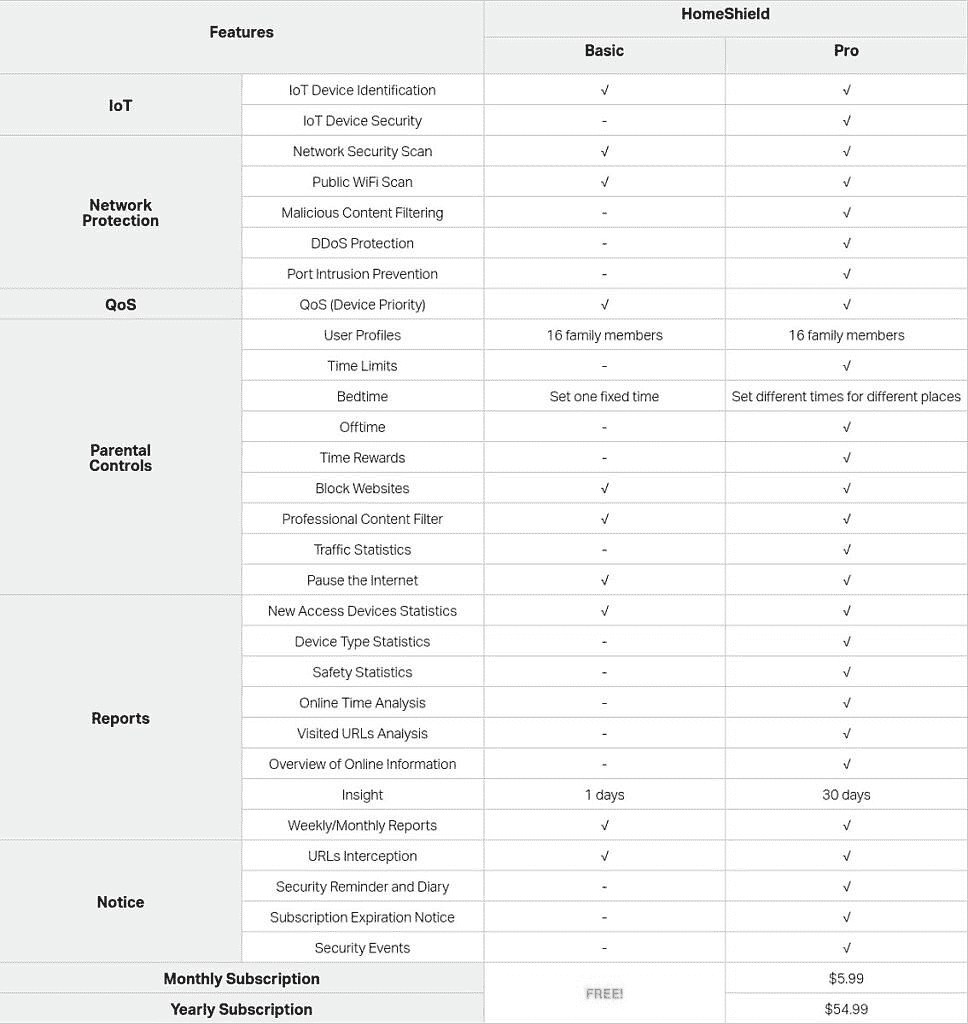 Features
HomeShield
Basic Pro
IoT
IoT Device Identification √ √
IoT Device Security - √
Network
Protection
Network Security Scan √ √
Public WiFi Scan √ √
Malicious Content Filtering - √
DDoS Protection - √
Port Intrusion Prevention - √
QoS QoS (Device Priority) √ √
Parental
Controls
User Profiles 16 family members 16 family members
Time Limits - √
Bedtime Set one fixed time Set different times for different places
Offtime - √
Time Rewards - √
Block Websites √ √
Professional Content Filter √ √
Traffic Statistics - √
Pause the Internet √ √
Reports
New Access Devices Statistics √ √
Device Type Statistics - √
Safety Statistics - √
Online Time Analysis - √
Visited URLs Analysis - √
Overview of Online Information - √
Insight 1 days 30 days
Weekly/Monthly Reports √ √
Notice
URLs Interception √ √
Security Reminder and Diary - √
Subscription Expiration Notice - √
Security Events - √
Monthly Subscription $5.99
FREE!
Yearly Subscription $54.99